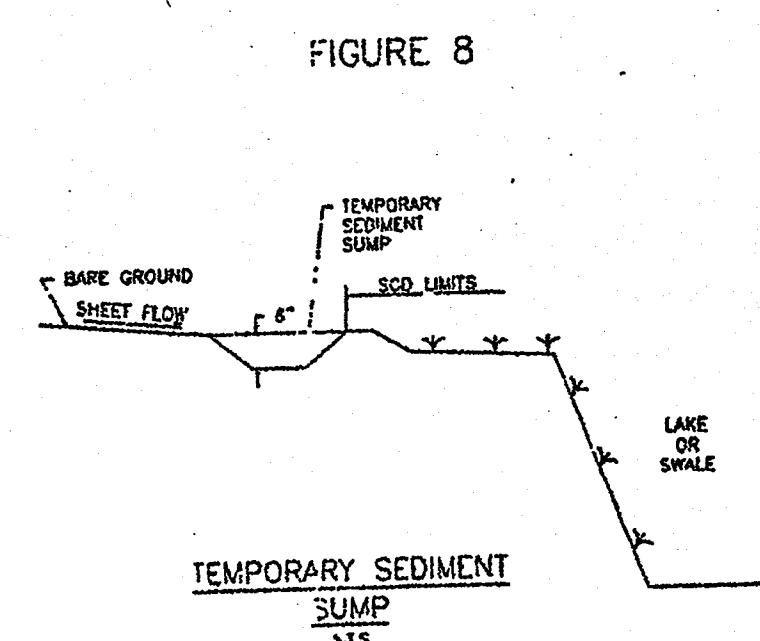 FIGURE 8
TEMPORARY
SEDIMENT
SUMP
BARE GROUND
SHEET FLOW
6"
SCD LIMITS
LAKE
OR
SWALE
TEMPORARY SEDIMENT
SUMP